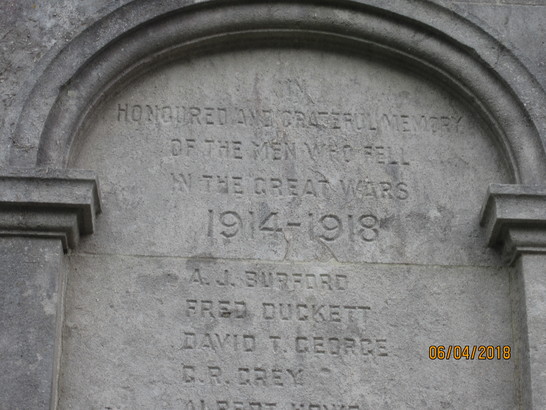 IN
HONOURED AND GRATEFUL MEMORY
OF THE MEN WHO FELL
IN THE GREAT WARS
1914-1918
A. J. BURFORD
FRED DUCKETT
DAVID T. GEORGE
G. R. GREY
ALBERT
06/04/2018